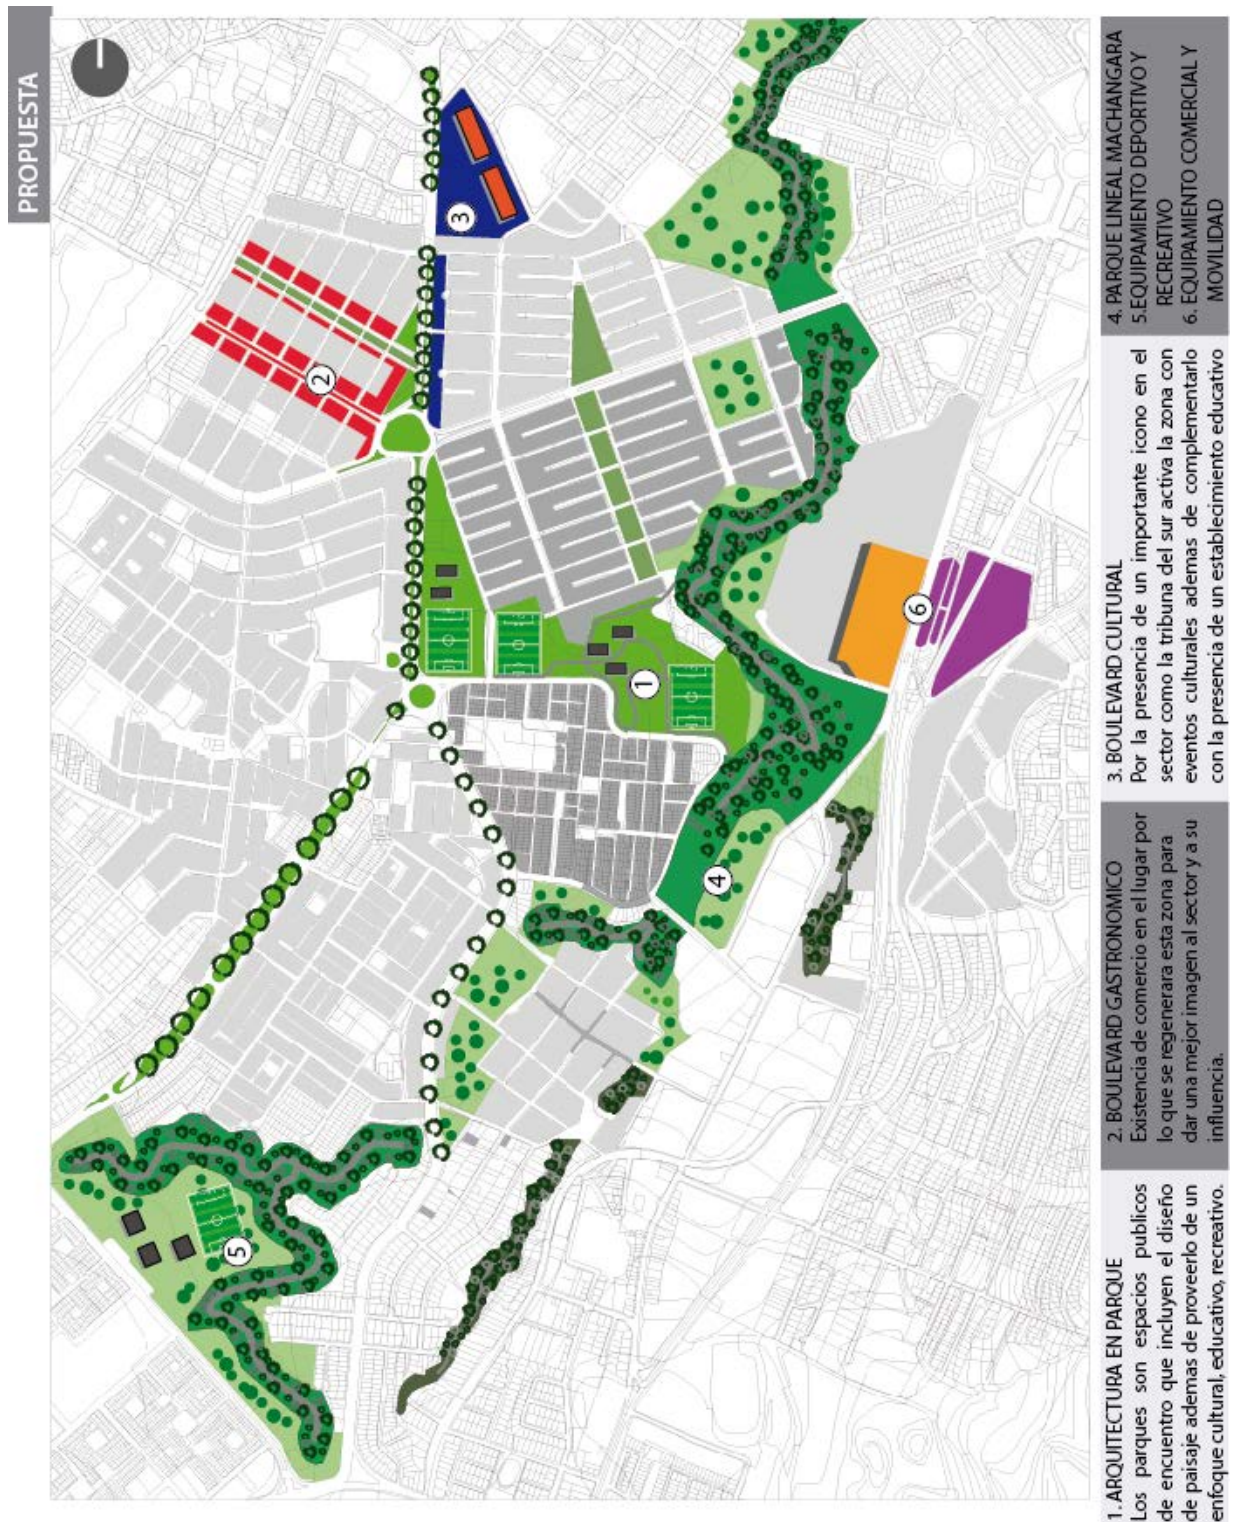 PROPUESTA
2
3
1
6
4
5
1. ARQUITECTURA EN PARQUE
Los parques son espacios publicos
de encuentro que incluyen el diseño
de paisaje ademas de proveerlo de un
enfoque cultural, educativo, recreativo.
2. BOULEVARD GASTRONOMICO
Existencia de comercio en el lugar por
lo que se regenerara esta zona para
dar una mejor imagen al sector y a su
influencia.
3. BOULEVARD CULTURAL
Por la presencia de un importante icono en el
sector como la tribuna del sur activa la zona con
eventos culturales ademas de complementarlo
con la presencia de un establecimiento educativo
4. PARQUE LINEAL MACHANGARA
5.EQUIPAMIENTO DEPORTIVO Y
RECREATIVO
6. EQUIPAMIENTO COMERCIAL Y
MOVILIDAD